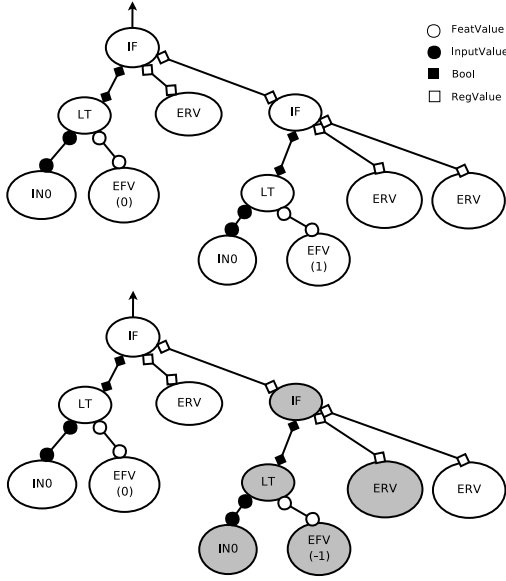 IF
FeatValue
InputValue
Bool
RegValue
LT
ERV
IF
IN0
EFV
(0)
LT
ERV
ERV
IN0
EFV
(1)
IF
LT
ERV
IF
IN0
EFV
(0)
LT
ERV
ERV
IN0
EFV
(-1)